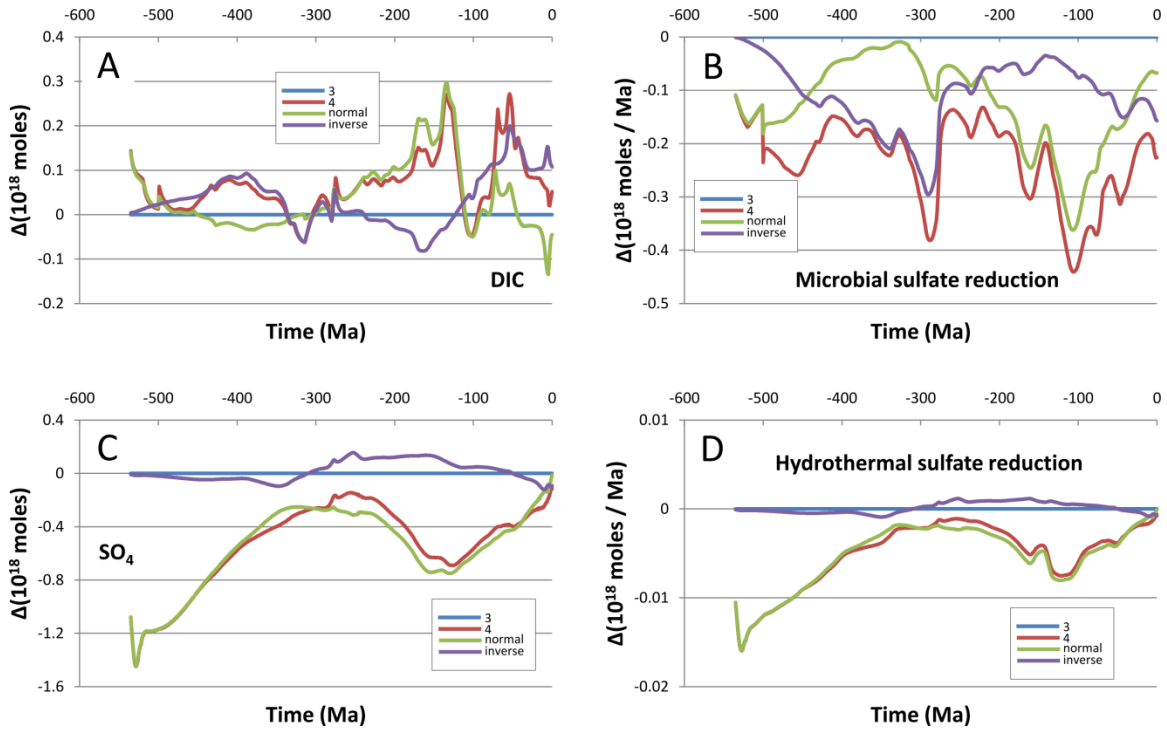 -600 -500 -400 -300 -200 -100 0
0.4
0.3
0.2
0.1
0
-0.1
-0.2
Δ(10¹⁸ moles)
A
3
4
normal
inverse
DIC
Time (Ma)
-600 -500 -400 -300 -200 -100 0
0
-0.1
-0.2
-0.3
-0.4
-0.5
Δ(10¹⁸ moles / Ma)
B
3
4
normal
inverse
Microbial sulfate reduction
Time (Ma)
-600 -500 -400 -300 -200 -100 0
0.4
0
-0.4
-0.8
-1.2
-1.6
Δ(10¹⁸ moles)
C
SO₄
3
4
normal
inverse
Time (Ma)
-600 -500 -400 -300 -200 -100 0
0.01
0
-0.01
-0.02
Δ(10¹⁸ moles / Ma)
D
Hydrothermal sulfate reduction
3
4
normal
inverse
Time (Ma)